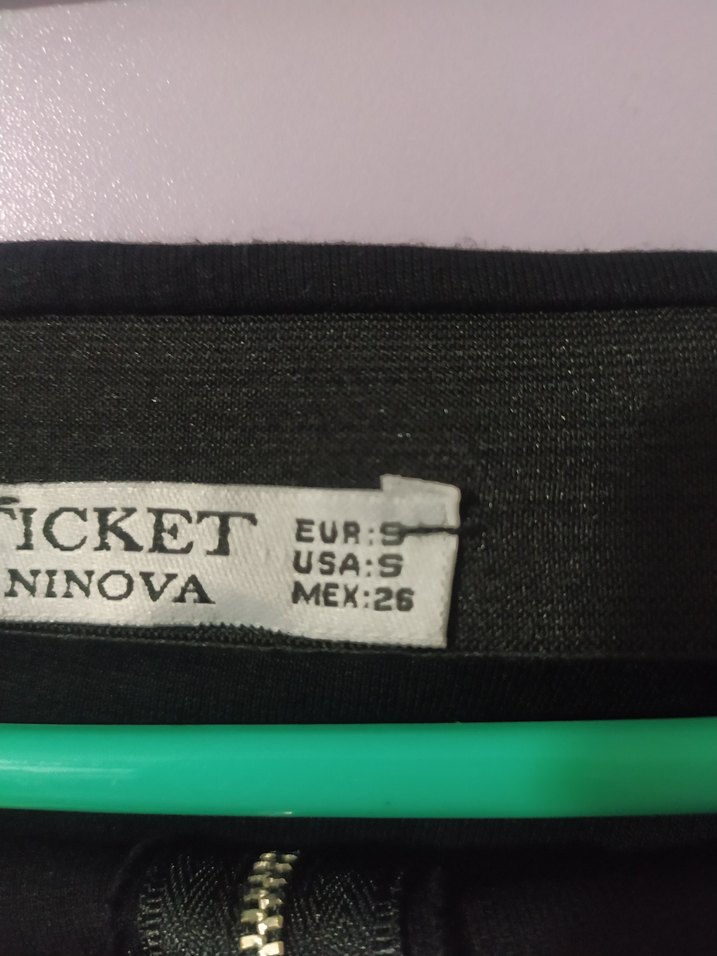 TICKET
NINOVA
EUR:S
USA:S
MEX:26